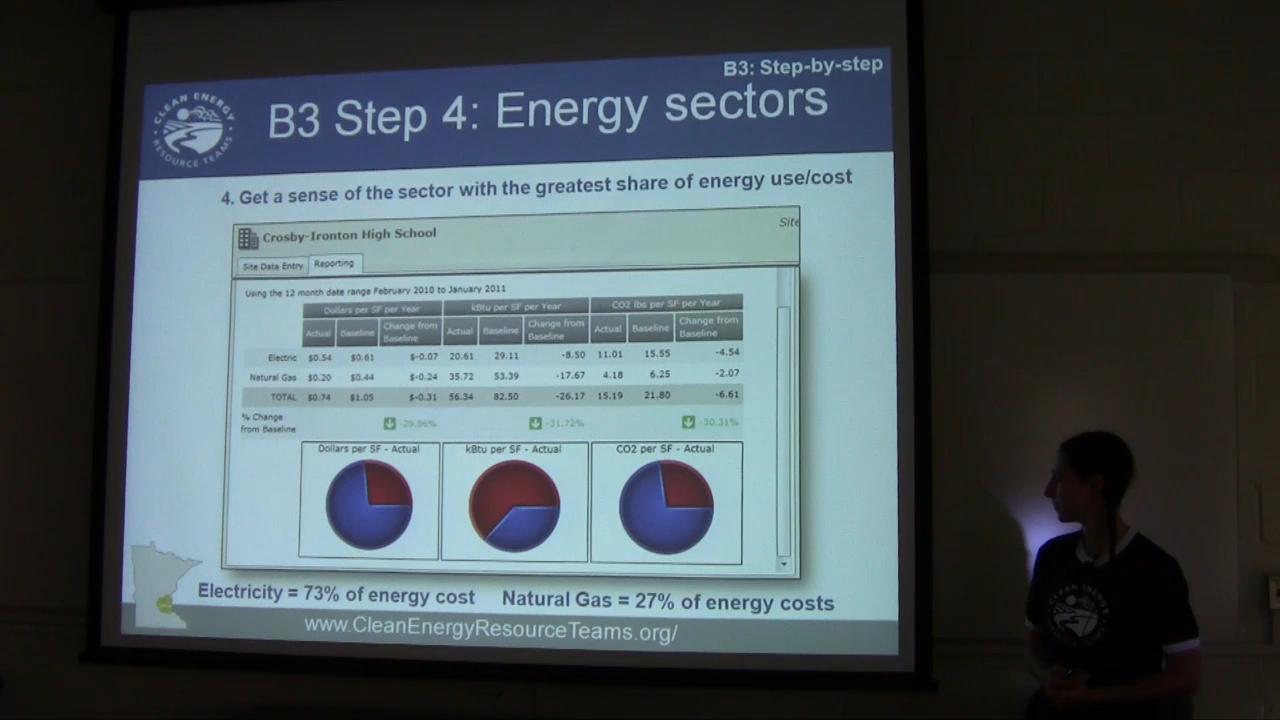 B3: Step-by-step
CLEAN ENERGY
RESOURCE TEAMS
B3 Step 4: Energy sectors
4. Get a sense of the sector with the greatest share of energy use/cost
Crosby-Ironton High School
Site
Site Data Entry Reporting
Using the 12 month date range February 2010 to January 2011
Dollars per SF per Year kBtu per SF per Year CO2 lbs per SF per Year
Actual Baseline Change from Baseline Actual Baseline Change from Baseline Actual Baseline Change from Baseline
Electric $0.54 $0.61 $-0.07 20.61 29.11 -8.50 11.01 15.55 -4.54
Natural Gas $0.20 $0.44 $-0.24 35.72 53.39 -17.67 4.18 6.25 -2.07
TOTAL $0.74 $1.05 $-0.31 56.34 82.50 -26.17 15.19 21.80 -6.61
% Change from Baseline -29.86% -31.72% -30.31%
Dollars per SF - Actual kBtu per SF - Actual CO2 per SF - Actual
Electricity = 73% of energy cost Natural Gas = 27% of energy costs
www.CleanEnergyResourceTeams.org/
CLEAN ENERGY